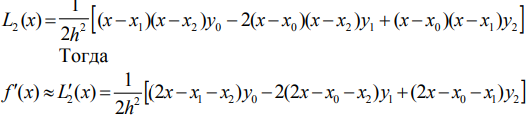 L₂(x)=1/2h²[(x−x₁)(x−x₂)y₀−2(x−x₀)(x−x₂)y₁+(x−x₀)(x−x₁)y₂]
Тогда
f′(x)≈L′₂(x)=1/2h²[(2x−x₁−x₂)y₀−2(2x−x₀−x₂)y₁+(2x−x₀−x₁)y₂]